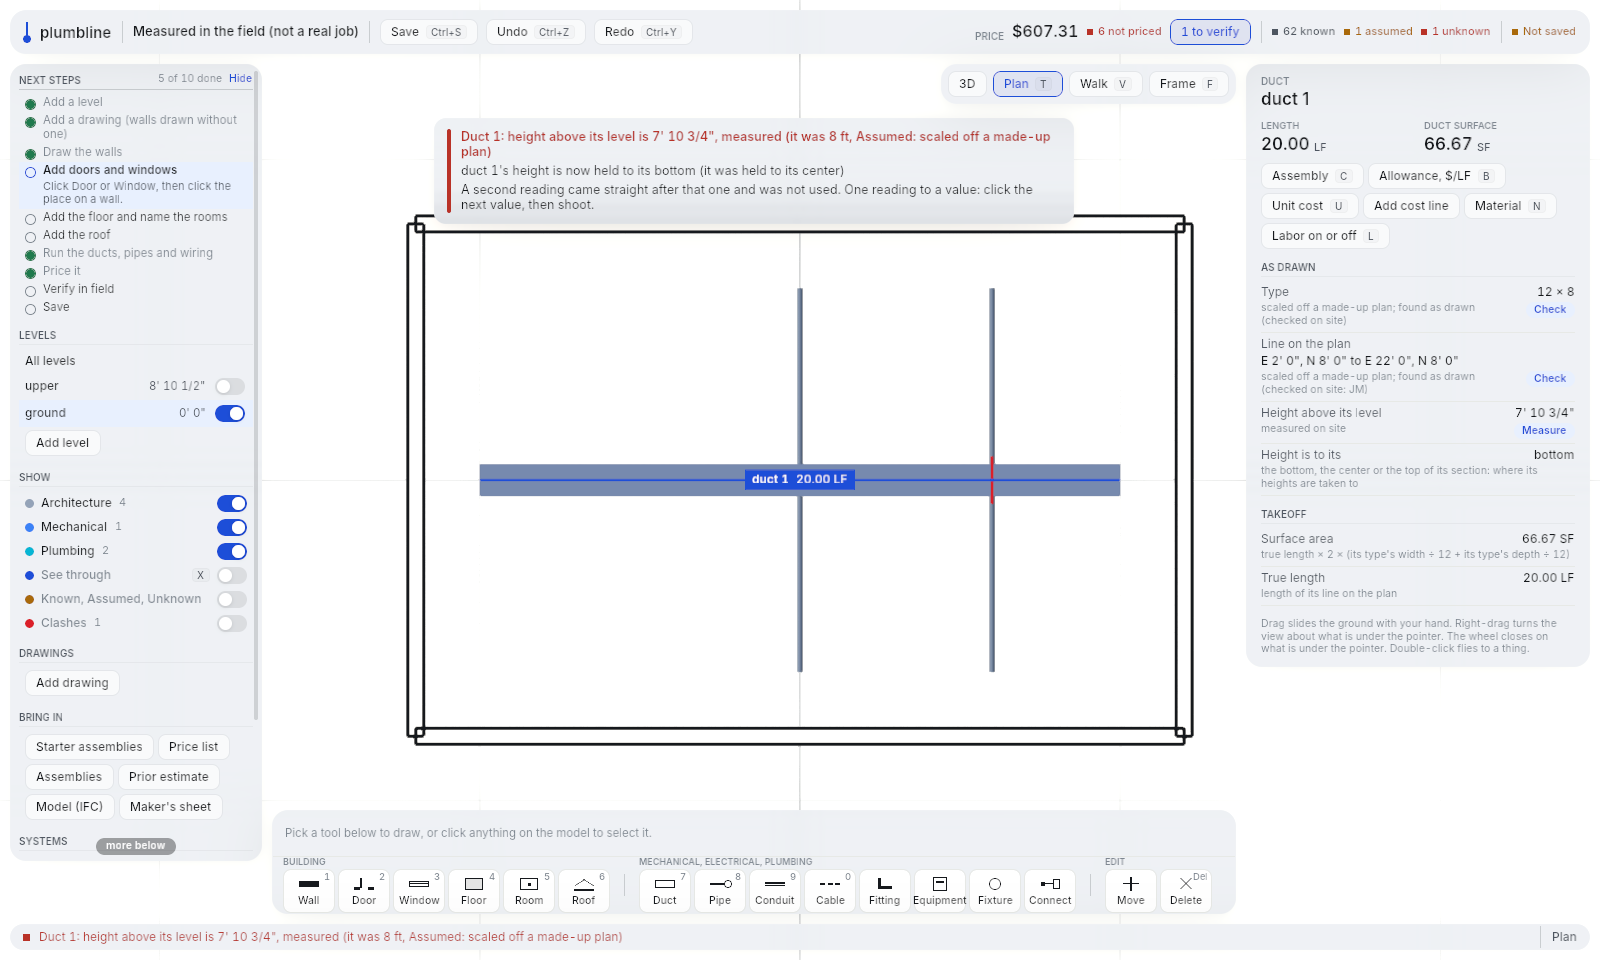 plumbline
Measured in the field (not a real job)
Save Ctrl+S
Undo Ctrl+Z
Redo Ctrl+Y
PRICE $607.31
6 not priced
1 to verify
62 known
1 assumed
1 unknown
Not saved
NEXT STEPS
5 of 10 done
Hide
Add a level
Add a drawing (walls drawn without
one)
Draw the walls
Add doors and windows
Click Door or Window, then click the
place on a wall.
Add the floor and name the rooms
Add the roof
Run the ducts, pipes and wiring
Price it
Verify in field
Save
LEVELS
All levels
upper 8' 10 1/2"
ground 0' 0"
Add level
SHOW
Architecture 4
Mechanical 1
Plumbing 2
See through X
Known, Assumed, Unknown
Clashes 1
DRAWINGS
Add drawing
BRING IN
Starter assemblies
Price list
Assemblies
Prior estimate
Model (IFC)
Maker's sheet
SYSTEMS
more below
3D
Plan T
Walk V
Frame F
Duct 1: height above its level is 7' 10 3/4", measured (it was 8 ft, Assumed: scaled off a made-up
plan)
duct 1's height is now held to its bottom (it was held to its center)
A second reading came straight after that one and was not used. One reading to a value: click the
next value, then shoot.
duct 1 20.00 LF
Pick a tool below to draw, or click anything on the model to select it.
BUILDING
1 Wall
2 Door
3 Window
4 Floor
5 Room
6 Roof
MECHANICAL, ELECTRICAL, PLUMBING
7 Duct
8 Pipe
9 Conduit
0 Cable
Fitting
Equipment
Fixture
Connect
EDIT
Move
Del Delete
DUCT
duct 1
LENGTH
20.00 LF
DUCT SURFACE
66.67 SF
Assembly C
Allowance, $/LF B
Unit cost U
Add cost line
Material N
Labor on or off L
AS DRAWN
Type 12 × 8
scaled off a made-up plan; found as drawn
(checked on site)
Check
Line on the plan
E 2' 0", N 8' 0" to E 22' 0", N 8' 0"
scaled off a made-up plan; found as drawn
(checked on site: JM)
Check
Height above its level 7' 10 3/4"
measured on site
Measure
Height is to its bottom
the bottom, the center or the top of its section: where its
heights are taken to
TAKEOFF
Surface area 66.67 SF
true length × 2 × (its type's width ÷ 12 + its type's depth ÷ 12)
True length 20.00 LF
length of its line on the plan
Drag slides the ground with your hand. Right-drag turns the
view about what is under the pointer. The wheel closes on
what is under the pointer. Double-click flies to a thing.
Duct 1: height above its level is 7' 10 3/4", measured (it was 8 ft, Assumed: scaled off a made-up plan)
Plan